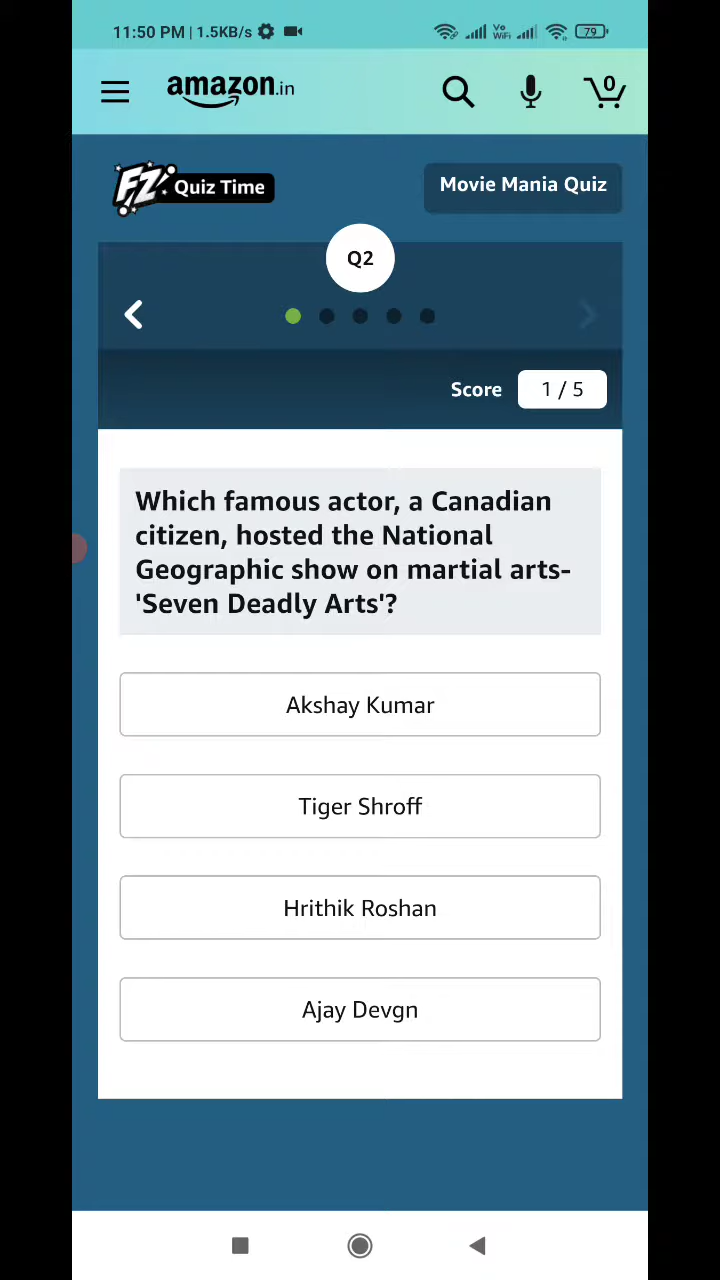 11:50 PM | 1.5KB/s Vo WiFi 79
amazon.in 0
FZ Quiz Time Movie Mania Quiz
Q2
Score 1 / 5
Which famous actor, a Canadian
citizen, hosted the National
Geographic show on martial arts-
'Seven Deadly Arts'?
Akshay Kumar
Tiger Shroff
Hrithik Roshan
Ajay Devgn